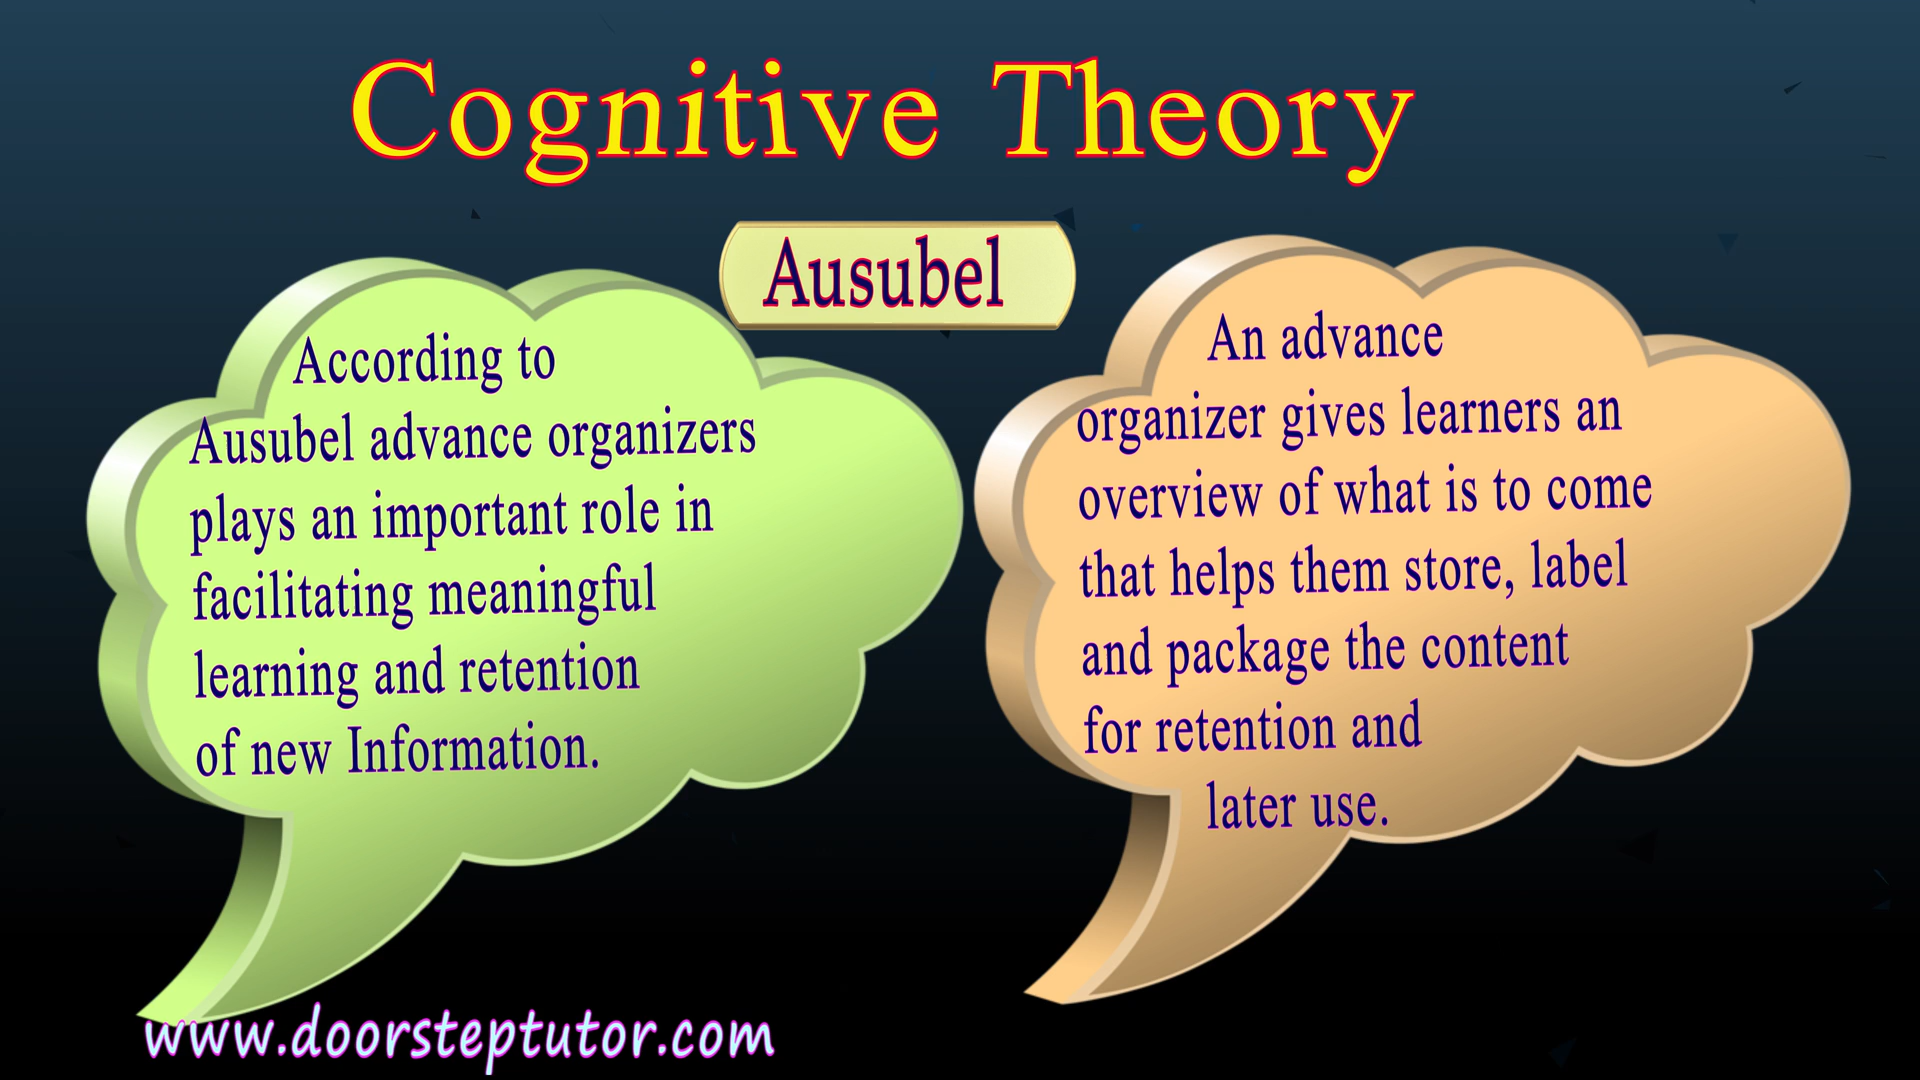 Cognitive Theory
Ausubel
According to
Ausubel advance organizers
plays an important role in
facilitating meaningful
learning and retention
of new Information.
An advance
organizer gives learners an
overview of what is to come
that helps them store, label
and package the content
for retention and
later use.
www.doorsteptutor.com